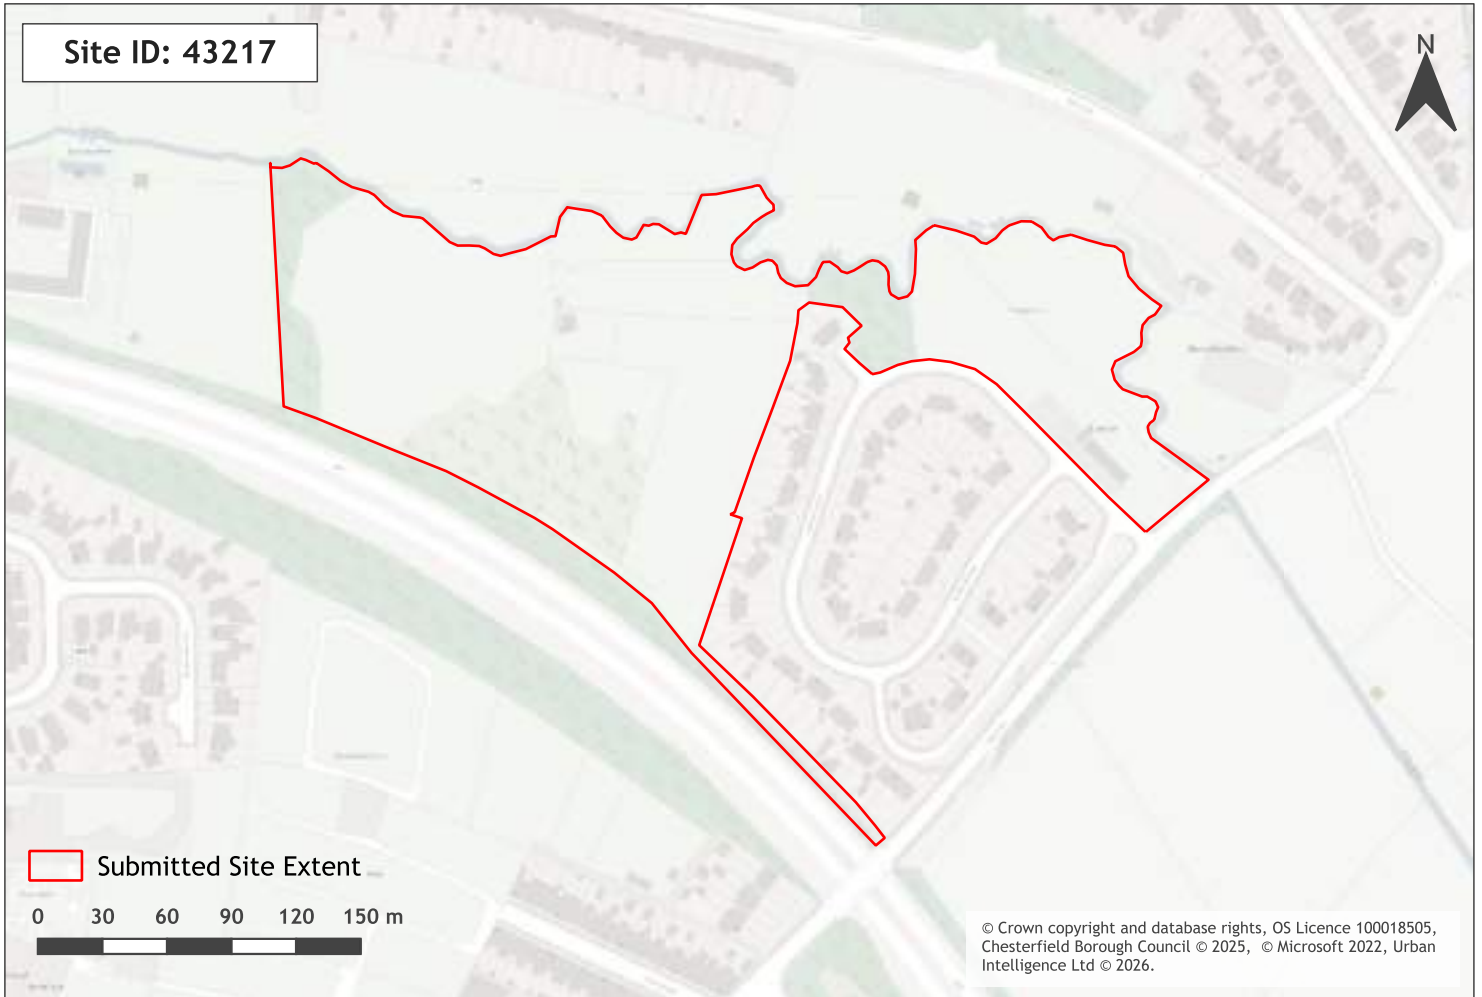 Site ID: 43217
N
Submitted Site Extent
0 30 60 90 120 150 m
© Crown copyright and database rights, OS Licence 100018505,
Chesterfield Borough Council © 2025, © Microsoft 2022, Urban
Intelligence Ltd © 2026.